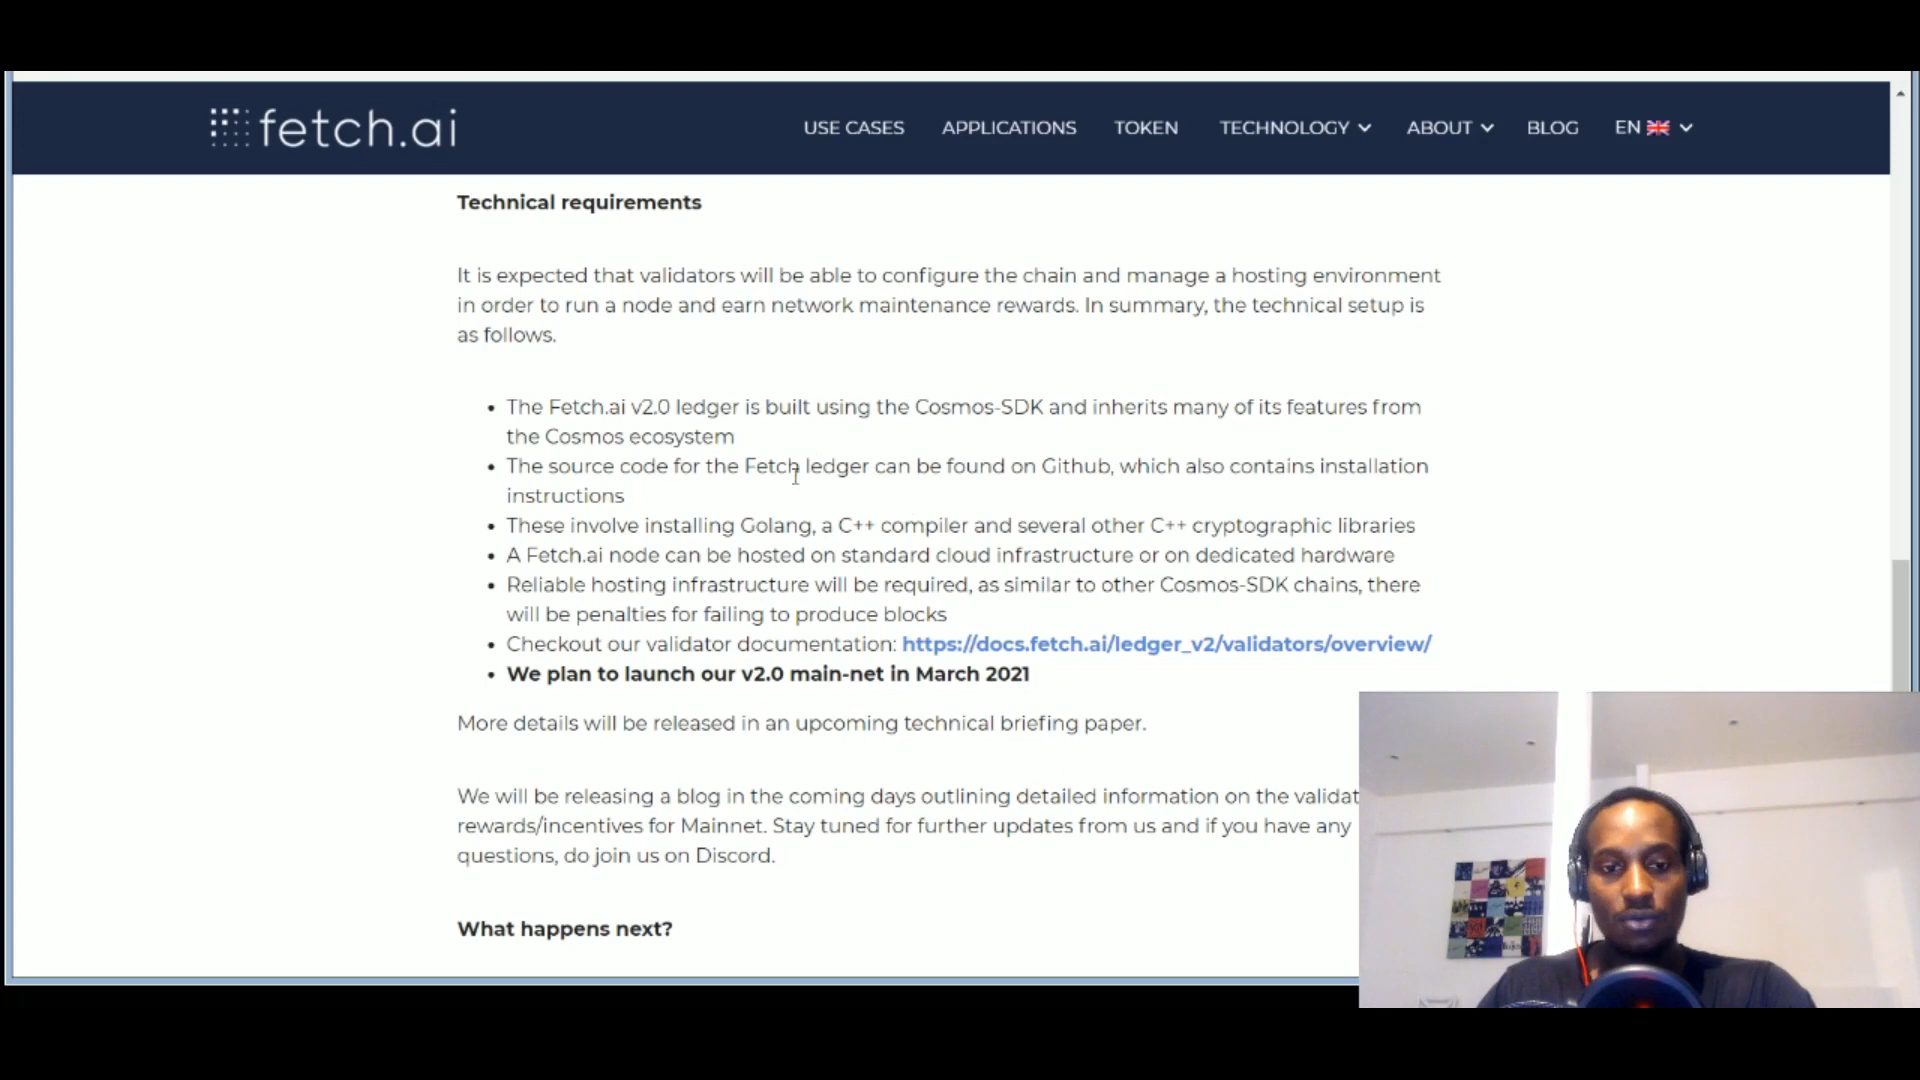 fetch.ai
USE CASES APPLICATIONS TOKEN TECHNOLOGY ABOUT BLOG EN
Technical requirements
It is expected that validators will be able to configure the chain and manage a hosting environment
in order to run a node and earn network maintenance rewards. In summary, the technical setup is
as follows.
• The Fetch.ai v2.0 ledger is built using the Cosmos-SDK and inherits many of its features from
the Cosmos ecosystem
• The source code for the Fetch ledger can be found on Github, which also contains installation
instructions
• These involve installing Golang, a C++ compiler and several other C++ cryptographic libraries
• A Fetch.ai node can be hosted on standard cloud infrastructure or on dedicated hardware
• Reliable hosting infrastructure will be required, as similar to other Cosmos-SDK chains, there
will be penalties for failing to produce blocks
• Checkout our validator documentation: https://docs.fetch.ai/ledger_v2/validators/overview/
• We plan to launch our v2.0 main-net in March 2021
More details will be released in an upcoming technical briefing paper.
We will be releasing a blog in the coming days outlining detailed information on the validat
rewards/incentives for Mainnet. Stay tuned for further updates from us and if you have any
questions, do join us on Discord.
What happens next?